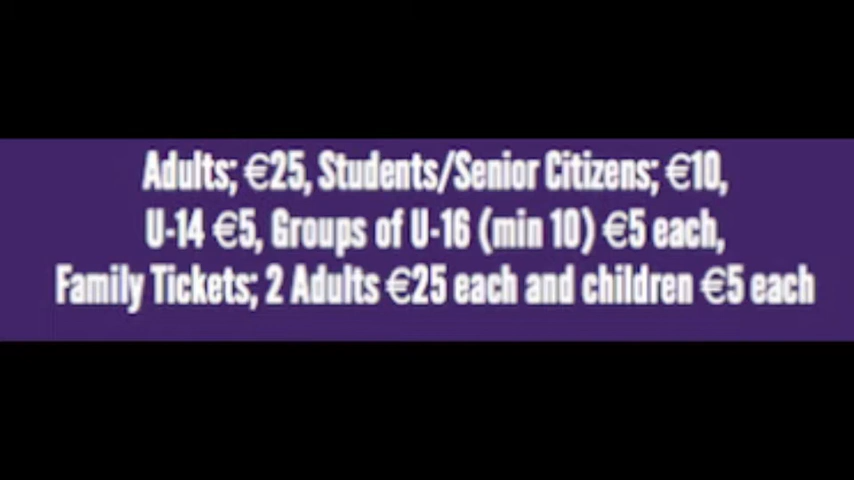 Adults; €25, Students/Senior Citizens; €10,
U-14 €5, Groups of U-16 (min 10) €5 each,
Family Tickets; 2 Adults €25 each and children €5 each